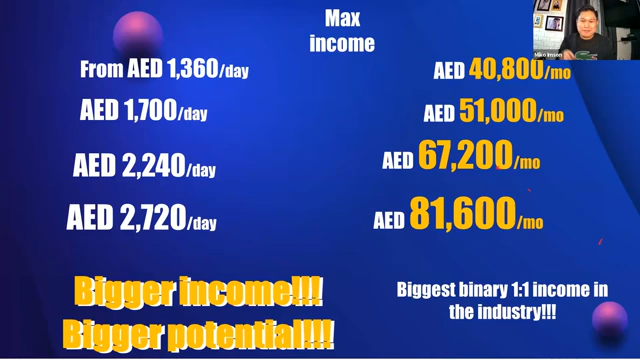 Max
income
From AED 1,360/day
AED 40,800/mo
AED 1,700/day
AED 51,000/mo
AED 2,240/day
AED 67,200/mo
AED 2,720/day
AED 81,600/mo
Bigger income!!!
Bigger potential!!!!
Biggest binary 1:1 income in
the industry!!!
Miko Imson